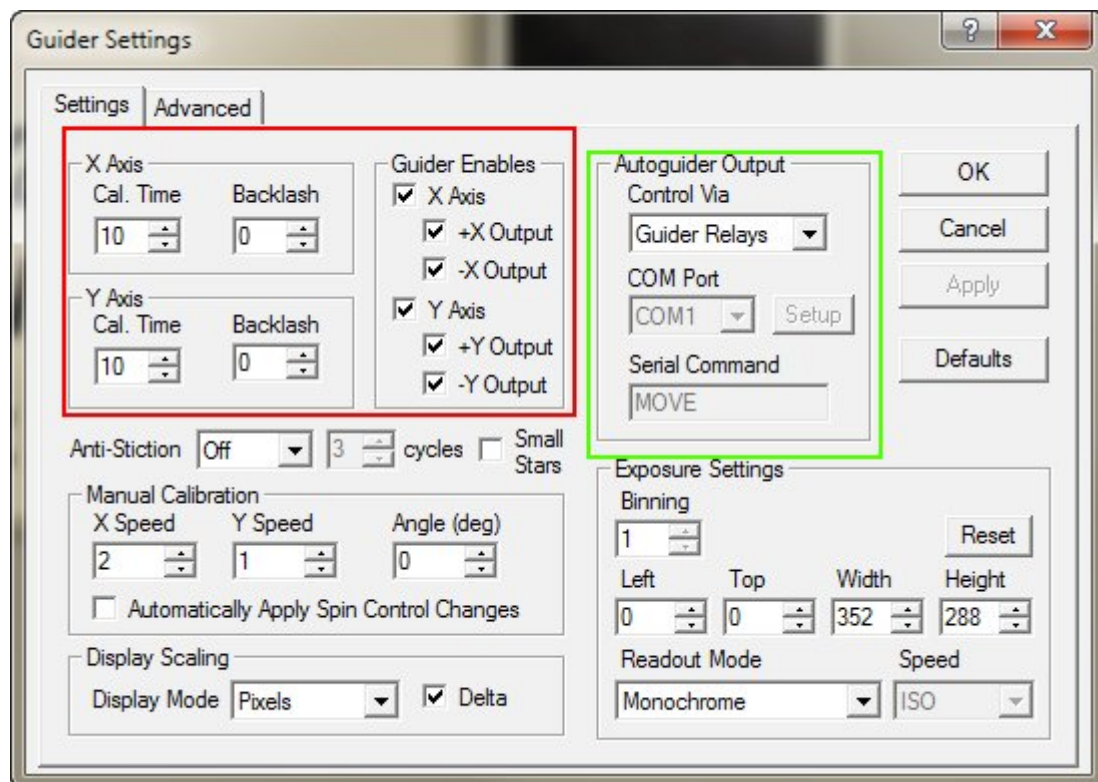 Guider Settings
Settings Advanced
X Axis
Cal. Time Backlash
10 0
Y Axis
Cal. Time Backlash
10 0
Guider Enables
X Axis
+X Output
-X Output
Y Axis
+Y Output
-Y Output
Autoguider Output
Control Via
Guider Relays
COM Port
COM1 Setup
Serial Command
MOVE
OK
Cancel
Apply
Defaults
Anti-Stiction Off 3 cycles Small
Stars
Manual Calibration
X Speed Y Speed Angle (deg)
2 1 0
Automatically Apply Spin Control Changes
Display Scaling
Display Mode Pixels Delta
Exposure Settings
Binning
1 Reset
Left Top Width Height
0 0 352 288
Readout Mode Speed
Monochrome ISO